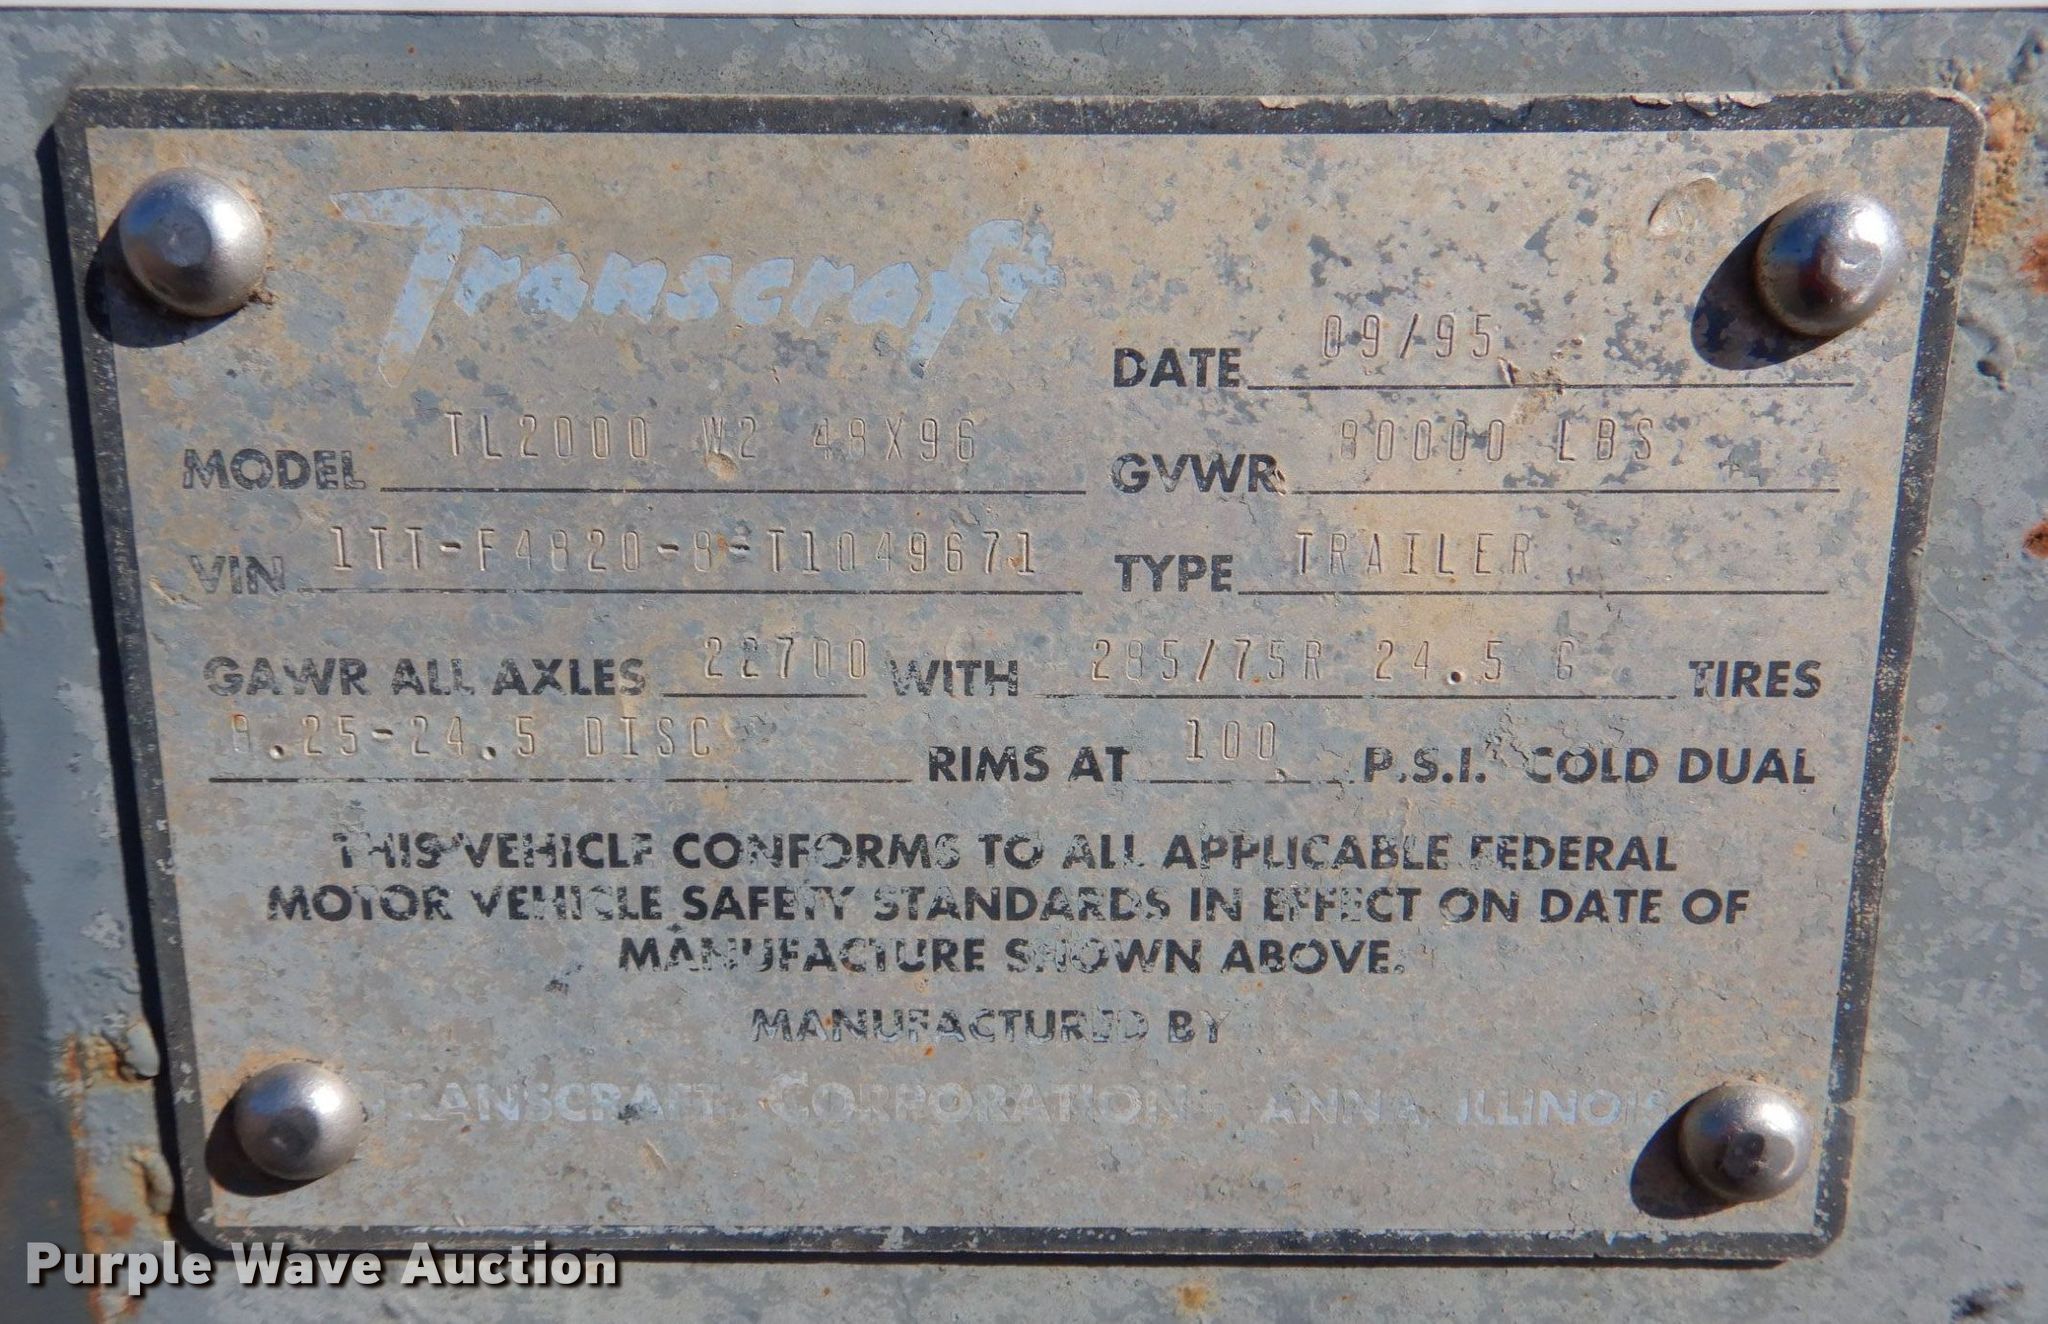 Transcraft
DATE 09/95
MODEL TL2000 W2 48X96 GVWR 80000 LBS
VIN 1TT-F4820-8-T1049671 TYPE TRAILER
GAWR ALL AXLES 22700 WITH 285/75R 24.5 G TIRES
8.25-24.5 DISC RIMS AT 100 P.S.I. COLD DUAL
THIS VEHICLE CONFORMS TO ALL APPLICABLE FEDERAL
MOTOR VEHICLE SAFETY STANDARDS IN EFFECT ON DATE OF
MANUFACTURE SHOWN ABOVE.
MANUFACTURED BY
TRANSCRAFT CORPORATION - ANNA, ILLINOIS
Purple Wave Auction